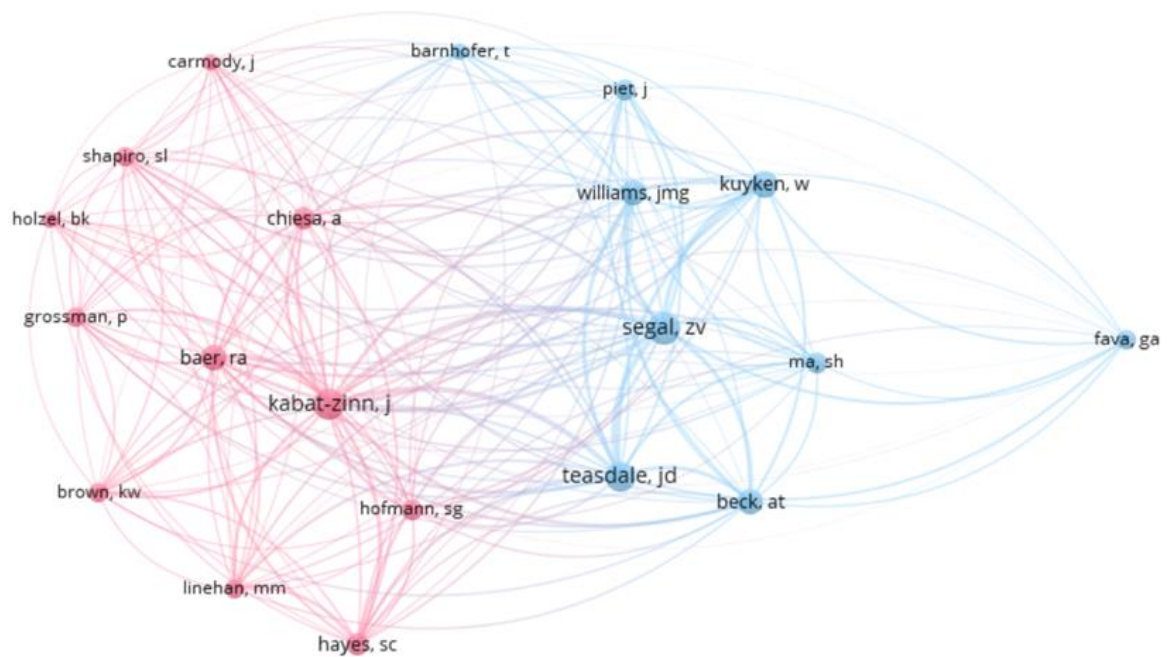 barnhofer, t
carmody, j
piet, j
shapiro, sl
kuyken, w
williams, jmg
holzel, bk
chiesa, a
grossman, p
segal, zv
fava, ga
baer, ra
ma, sh
kabat-zinn, j
teasdale, jd
brown, kw
beck, at
hofmann, sg
linehan, mm
hayes, sc